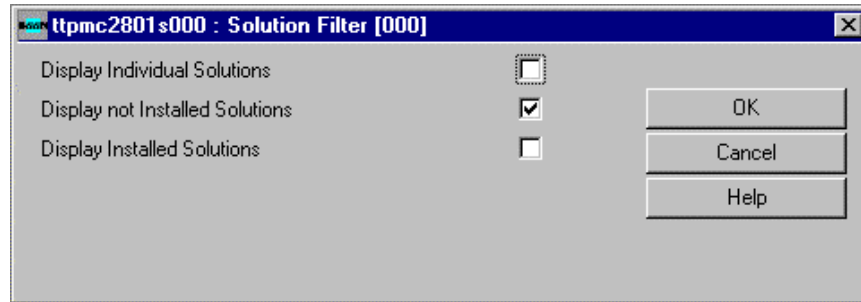 ttpmc2801s000 : Solution Filter [000]
Display Individual Solutions
Display not Installed Solutions
Display Installed Solutions
OK
Cancel
Help